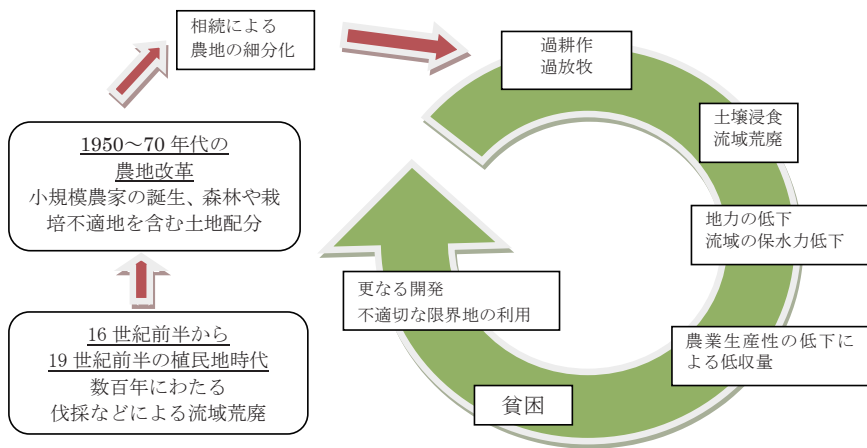 16 世紀前半から
19 世紀前半の植民地時代
数百年にわたる
伐採などによる流域荒廃
1950～70 年代の
農地改革
小規模農家の誕生、森林や栽
培不適地を含む土地配分
相続による
農地の細分化
過耕作
過放牧
土壌浸食
流域荒廃
地力の低下
流域の保水力低下
農業生産性の低下に
よる低収量
貧困
更なる開発
不適切な限界地の利用